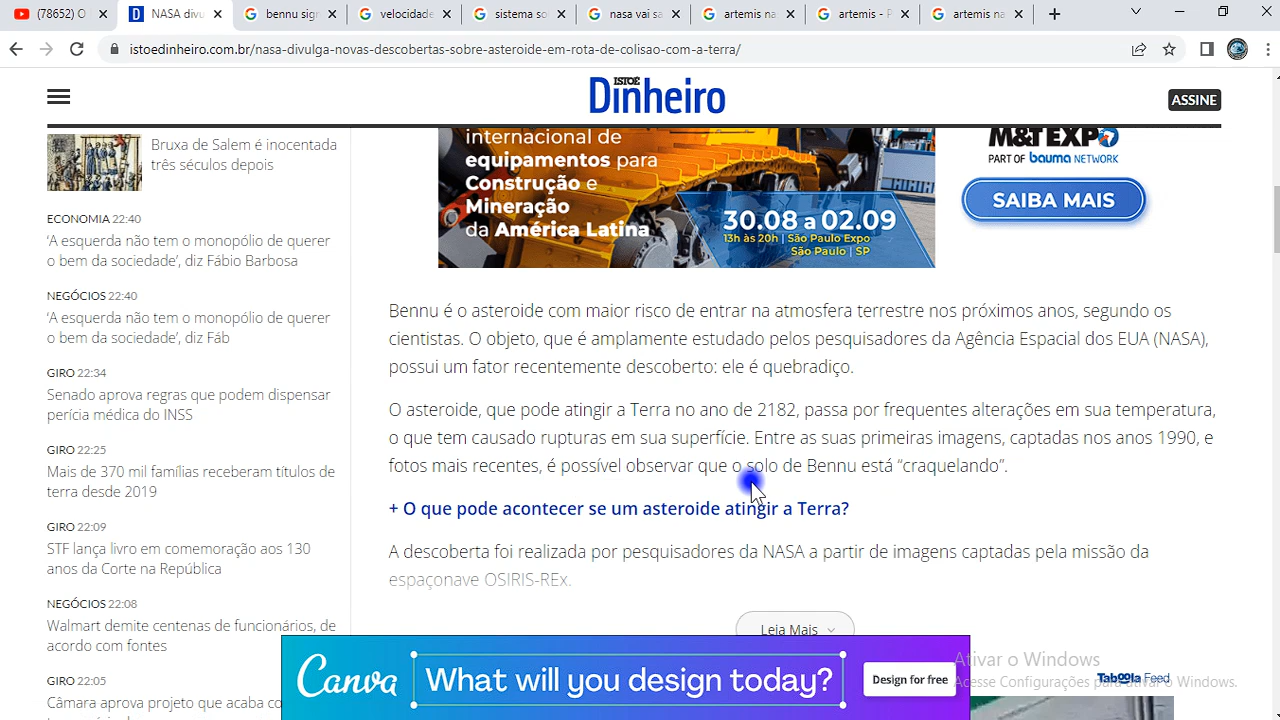 (78652) O
NASA divu
bennu sign
velocidade
sistema so
nasa vai sa
artemis na
artemis - P
artemis na
istoedinheiro.com.br/nasa-divulga-novas-descobertas-sobre-asteroide-em-rota-de-colisao-com-a-terra/
ISTOÉ
Dinheiro
ASSINE
Bruxa de Salem é inocentada
três séculos depois
ECONOMIA 22:40
‘A esquerda não tem o monopólio de querer
o bem da sociedade’, diz Fábio Barbosa
NEGÓCIOS 22:40
‘A esquerda não tem o monopólio de querer
o bem da sociedade’, diz Fáb
GIRO 22:34
Senado aprova regras que podem dispensar
perícia médica do INSS
GIRO 22:25
Mais de 370 mil famílias receberam títulos de
terra desde 2019
GIRO 22:09
STF lança livro em comemoração aos 130
anos da Corte na República
NEGÓCIOS 22:08
Walmart demite centenas de funcionários, de
acordo com fontes
GIRO 22:05
Câmara aprova projeto que acaba co
internacional de
equipamentos para
Construção e
Mineração
da América Latina
30.08 a 02.09
13h às 20h | São Paulo Expo
São Paulo | SP
M&T EXPO
PART OF bauma NETWORK
SAIBA MAIS
Bennu é o asteroide com maior risco de entrar na atmosfera terrestre nos próximos anos, segundo os
cientistas. O objeto, que é amplamente estudado pelos pesquisadores da Agência Espacial dos EUA (NASA),
possui um fator recentemente descoberto: ele é quebradiço.
O asteroide, que pode atingir a Terra no ano de 2182, passa por frequentes alterações em sua temperatura,
o que tem causado rupturas em sua superfície. Entre as suas primeiras imagens, captadas nos anos 1990, e
fotos mais recentes, é possível observar que o solo de Bennu está “craquelando”.
+ O que pode acontecer se um asteroide atingir a Terra?
A descoberta foi realizada por pesquisadores da NASA a partir de imagens captadas pela missão da
espaçonave OSIRIS-REx.
Leia Mais
Canva
What will you design today?
Design for free
Ativar o Windows
Acesse Configurações para ativar o Windows.
Taboola Feed